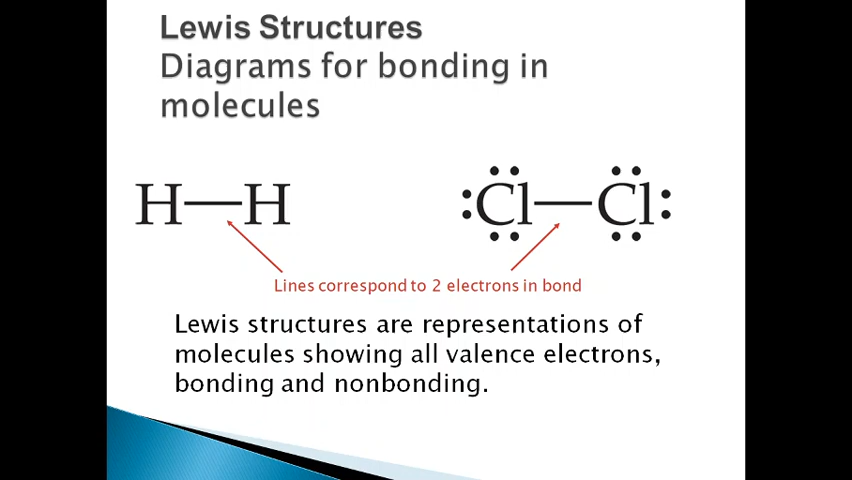 Lewis Structures
Diagrams for bonding in
molecules
H—H
:Cl—Cl:
Lines correspond to 2 electrons in bond
Lewis structures are representations of
molecules showing all valence electrons,
bonding and nonbonding.